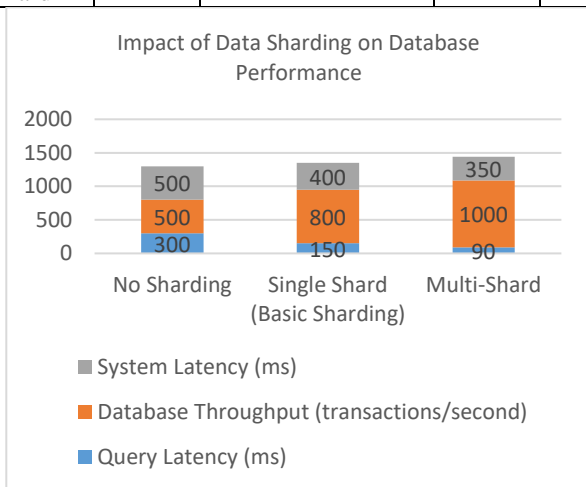 Impact of Data Sharding on Database
Performance
2000
1500
1000
500
0
500
400
350
500
800
1000
300
150
90
No Sharding
Single Shard
(Basic Sharding)
Multi-Shard
System Latency (ms)
Database Throughput (transactions/second)
Query Latency (ms)